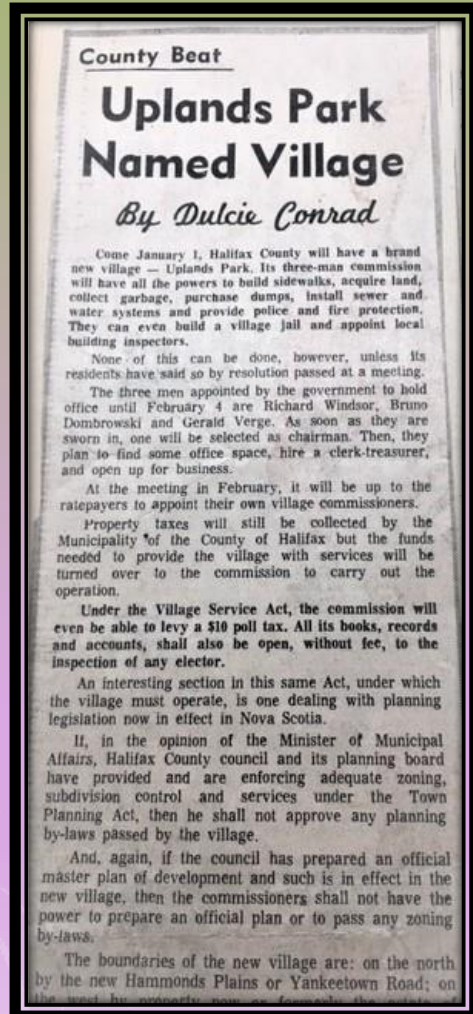 County Beat
Uplands Park
Named Village
By Dulcie Conrad
Come January 1, Halifax County will have a brand
new village — Uplands Park. Its three-man commission
will have all the powers to build sidewalks, acquire land,
collect garbage, purchase dumps, install sewer and
water systems and provide police and fire protection.
They can even build a village jail and appoint local
building inspectors.
None of this can be done, however, unless its
residents have said so by resolution passed at a meeting.
The three men appointed by the government to hold
office until February 4 are Richard Windsor, Bruno
Dombrowski and Gerald Verge. As soon as they are
sworn in, one will be selected as chairman. Then, they
plan to find some office space, hire a clerk-treasurer,
and open up for business.
At the meeting in February, it will be up to the
ratepayers to appoint their own village commissioners.
Property taxes will still be collected by the
Municipality of the County of Halifax but the funds
needed to provide the village with services will be
turned over to the commission to carry out the
operation.
Under the Village Service Act, the commission will
even be able to levy a $10 poll tax. All its books, records
and accounts, shall also be open, without fee, to the
inspection of any elector.
An interesting section in this same Act, under which
the village must operate, is one dealing with planning
legislation now in effect in Nova Scotia.
If, in the opinion of the Minister of Municipal
Affairs, Halifax County council and its planning board
have provided and are enforcing adequate zoning,
subdivision control and services under the Town
Planning Act, then he shall not approve any planning
by-laws passed by the village.
And, again, if the council has prepared an official
master plan of development and such is in effect in the
new village, then the commissioners shall not have the
power to prepare an official plan or to pass any zoning
by-laws.
The boundaries of the new village are: on the north
by the new Hammonds Plains or Yankeetown Road; on
the west by property now or formerly the estate